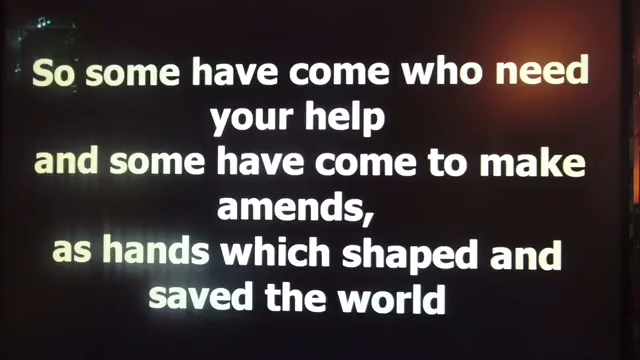 So some have come who need
your help
and some have come to make
amends,
as hands which shaped and
saved the world